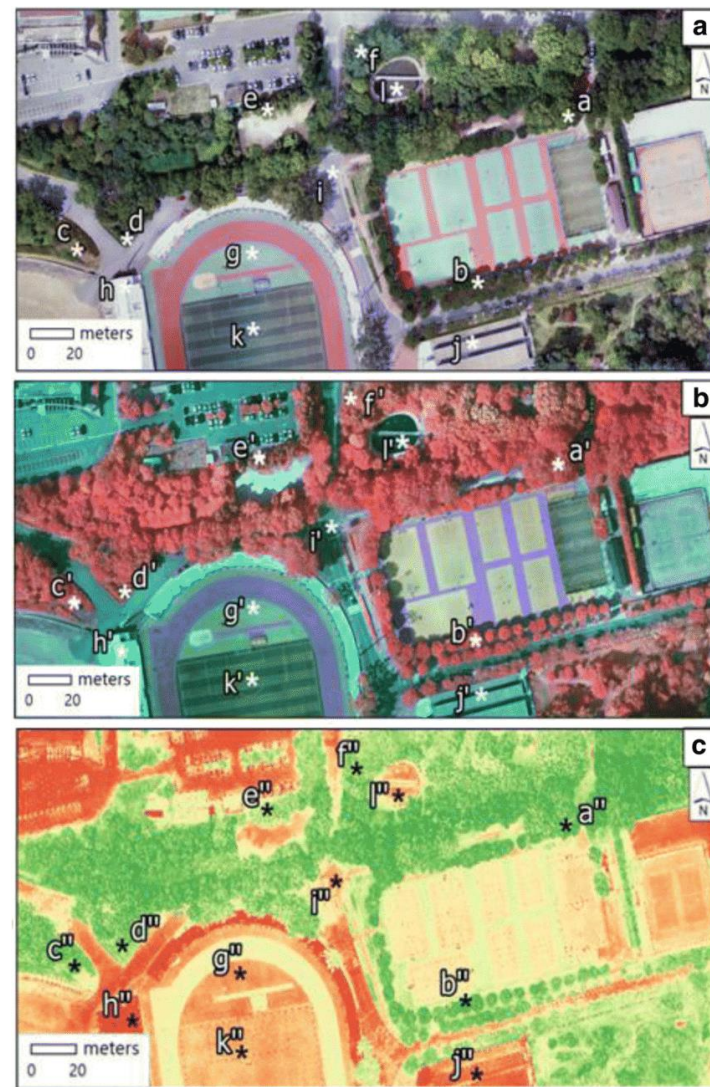 a
N
f
l
e
a
i
c
d
g
b
h
k
j
meters
0 20
b
N
f'
l'
e'
a'
i'
c'
d'
g'
b'
h'
k'
j'
meters
0 20
c
N
f"
l"
e"
a"
i"
d"
c"
g"
b"
h"
k"
j"
meters
0 20